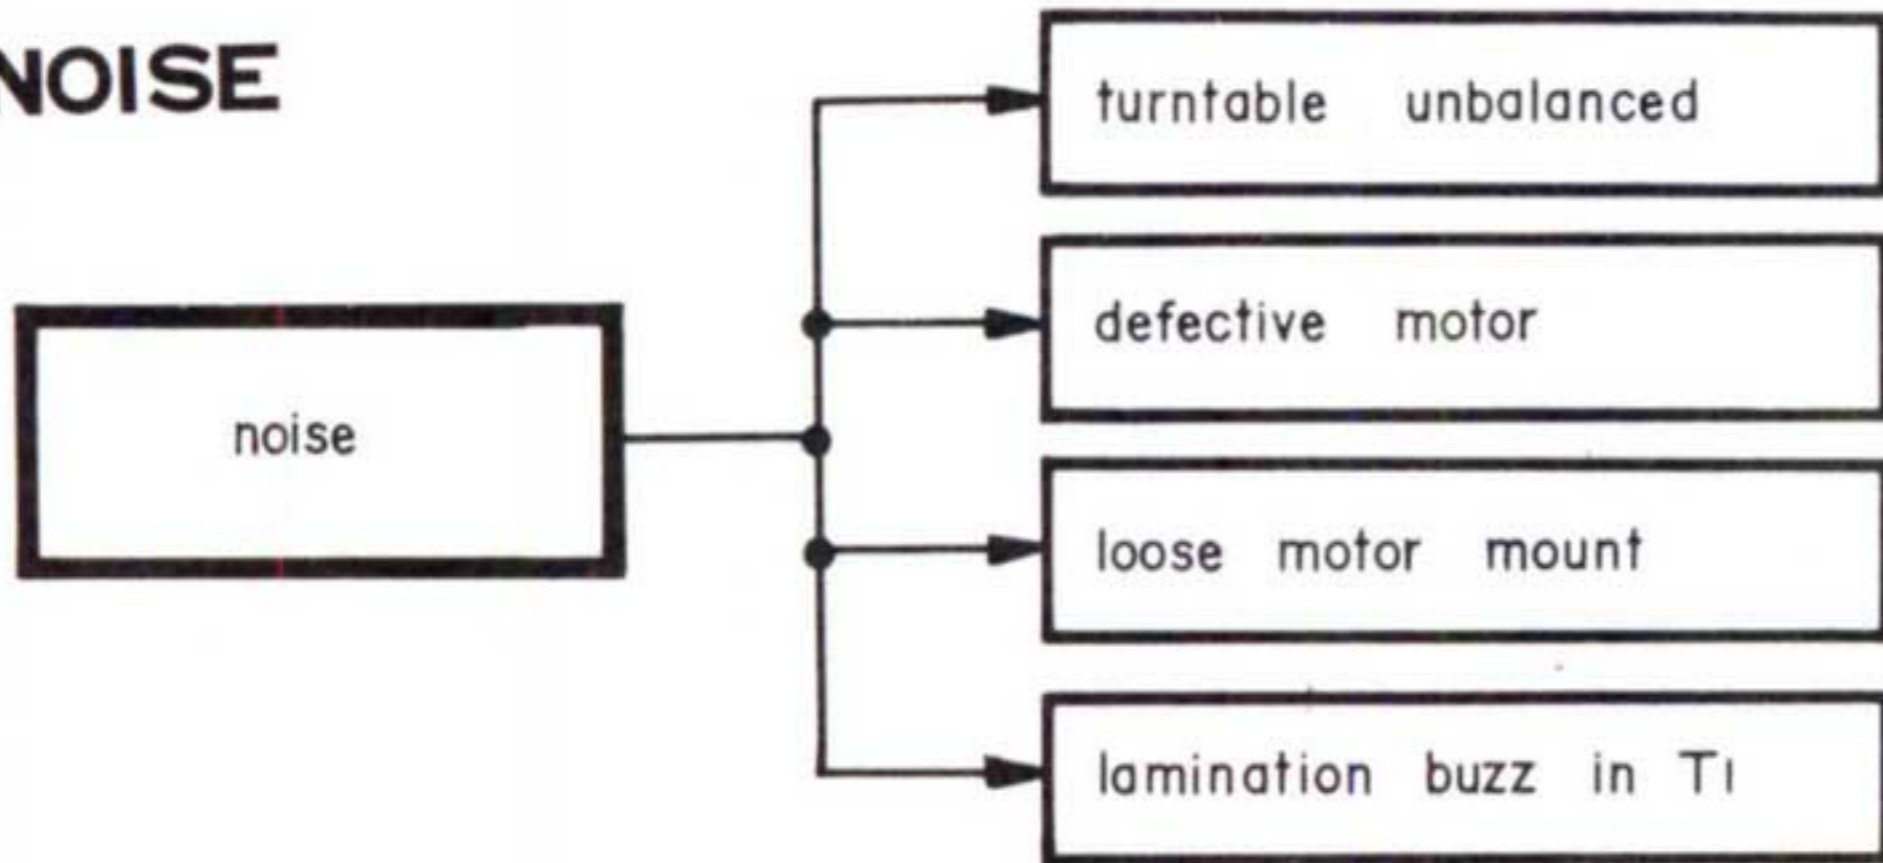 NOISE
noise
turntable unbalanced
defective motor
loose motor mount
lamination buzz in T1